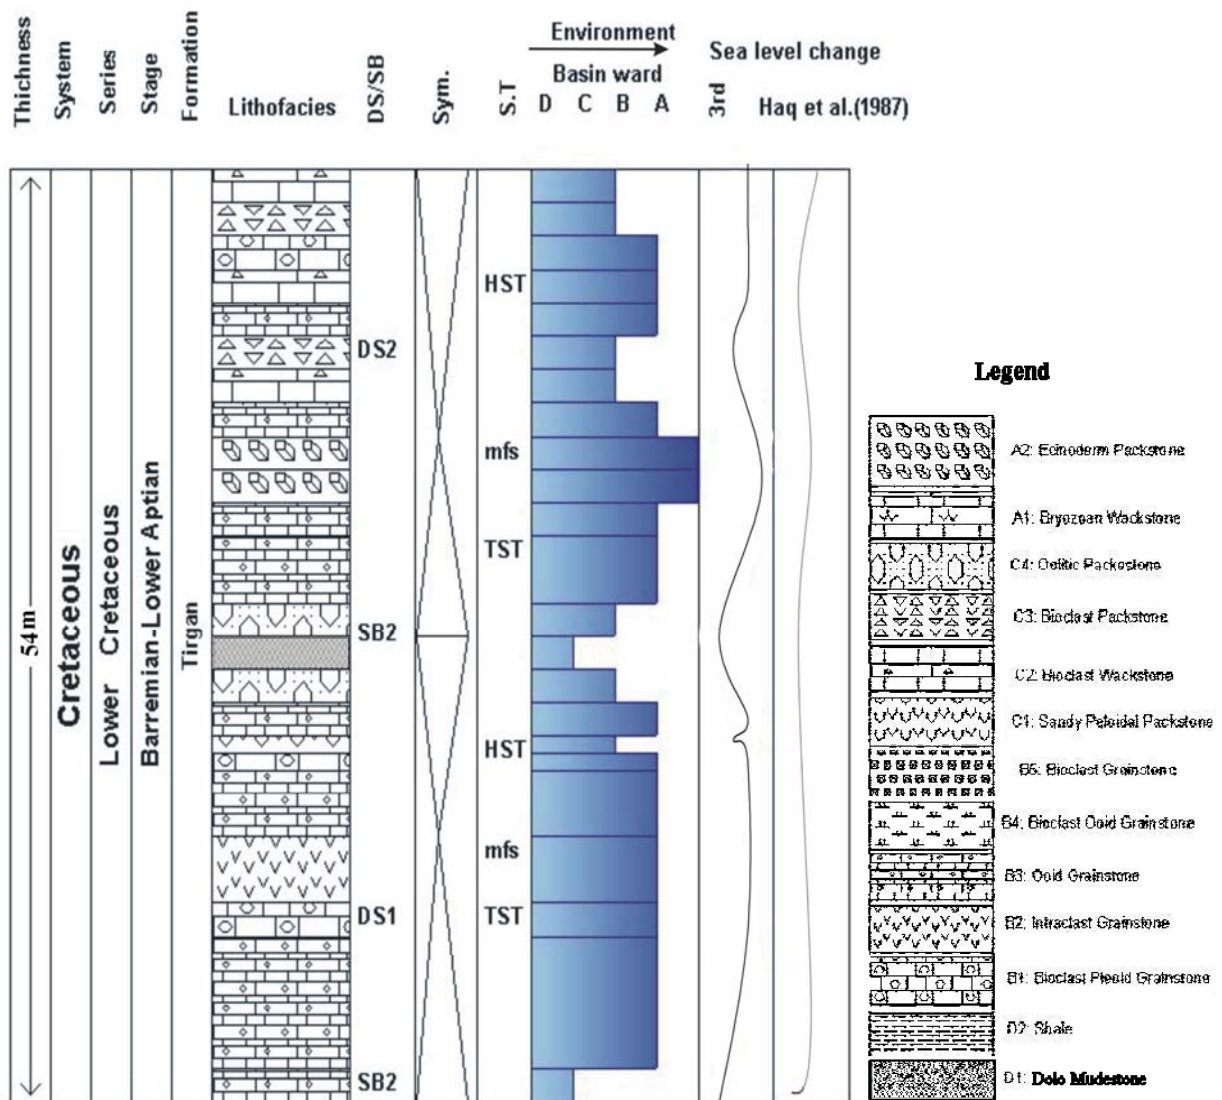 Thichness
System
Series
Stage
Formation
Lithofacies
DS/SB
Sym.
S.T
Environment
Basin ward
D C B A
Sea level change
3rd
Haq et al.(1987)
54m
Cretaceous
Lower Cretaceous
Barremian-Lower Aptian
Tirgan
HST
DS2
mfs
TST
SB2
HST
mfs
DS1
TST
SB2
Legend
A2: Ecinoderm Packstone
A1: Bryozoan Wackstone
C4: Oolitic Packestone
C3: Bioclast Packstone
C2: Bioclast Wackstone
C1: Sandy Peloidal Packstone
B5: Bioclast Grainstone
B4: Bioclast Ooid Grainstone
B3: Ooid Grainstone
B2: Intraclast Grainstone
B1: Bioclast Pleoid Grainstone
D2: Shale
D1: Dolo Mudestone